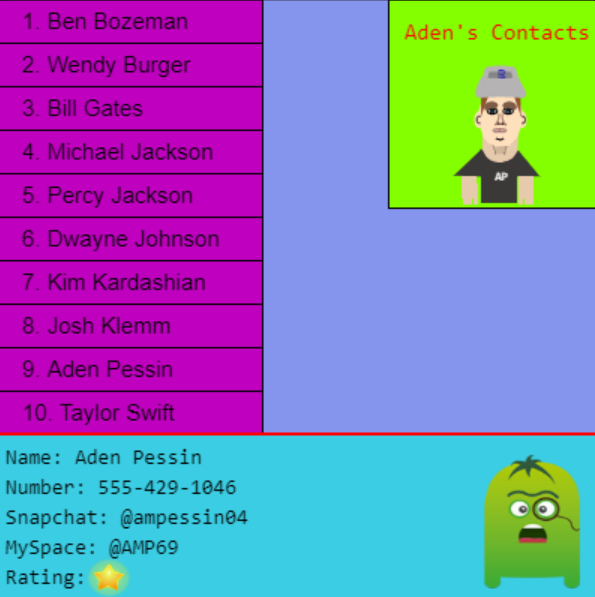 1. Ben Bozeman
2. Wendy Burger
3. Bill Gates
4. Michael Jackson
5. Percy Jackson
6. Dwayne Johnson
7. Kim Kardashian
8. Josh Klemm
9. Aden Pessin
10. Taylor Swift
Aden's Contacts
AP
Name: Aden Pessin
Number: 555-429-1046
Snapchat: @ampessin04
MySpace: @AMP69
Rating: